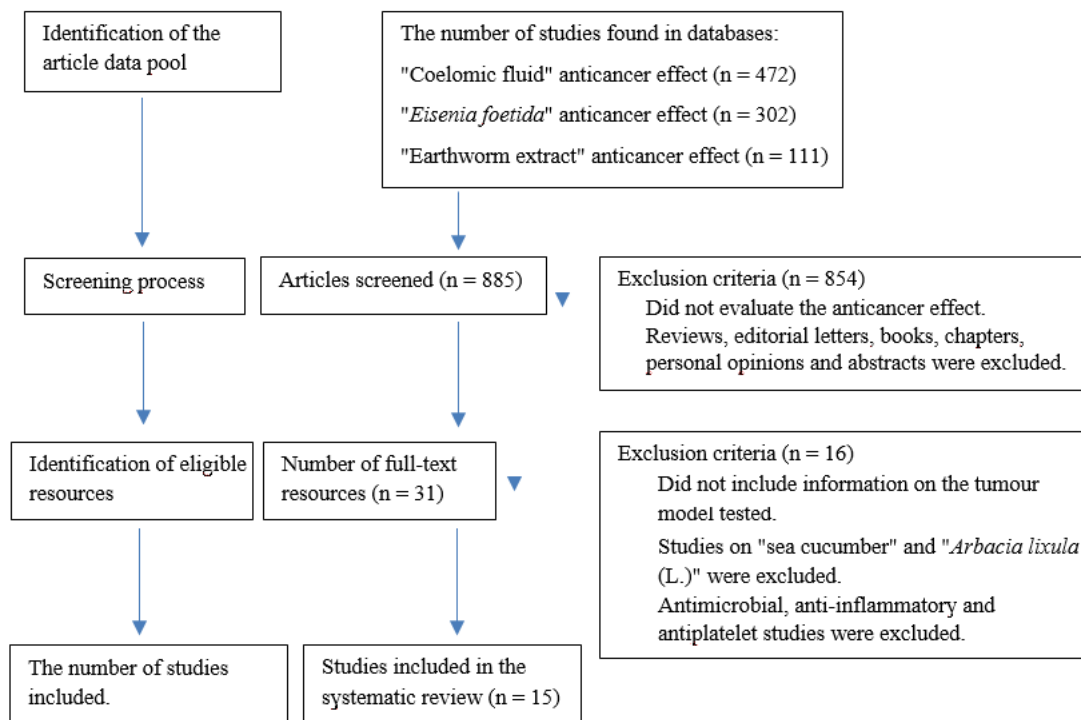 Identification of the
article data pool
The number of studies found in databases:
"Coelomic fluid" anticancer effect (n = 472)
"Eisenia foetida" anticancer effect (n = 302)
"Earthworm extract" anticancer effect (n = 111)
Screening process
Articles screened (n = 885)
Exclusion criteria (n = 854)
Did not evaluate the anticancer effect.
Reviews, editorial letters, books, chapters,
personal opinions and abstracts were excluded.
Identification of eligible
resources
Number of full-text
resources (n = 31)
Exclusion criteria (n = 16)
Did not include information on the tumour
model tested.
Studies on "sea cucumber" and "Arbacia lixula
(L.)" were excluded.
Antimicrobial, anti-inflammatory and
antiplatelet studies were excluded.
The number of studies
included.
Studies included in the
systematic review (n = 15)